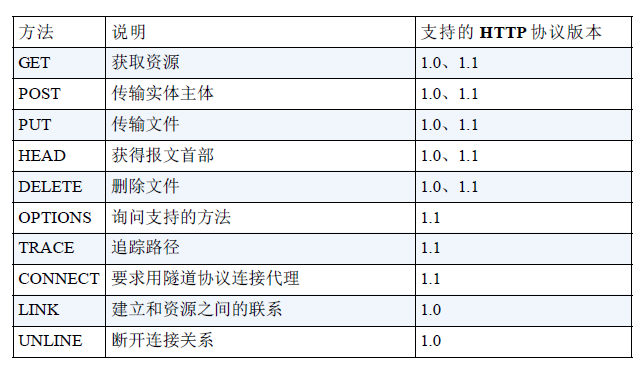 方法 说明 支持的 HTTP 协议版本
GET 获取资源 1.0、1.1
POST 传输实体主体 1.0、1.1
PUT 传输文件 1.0、1.1
HEAD 获得报文首部 1.0、1.1
DELETE 删除文件 1.0、1.1
OPTIONS 询问支持的方法 1.1
TRACE 追踪路径 1.1
CONNECT 要求用隧道协议连接代理 1.1
LINK 建立和资源之间的联系 1.0
UNLINE 断开连接关系 1.0